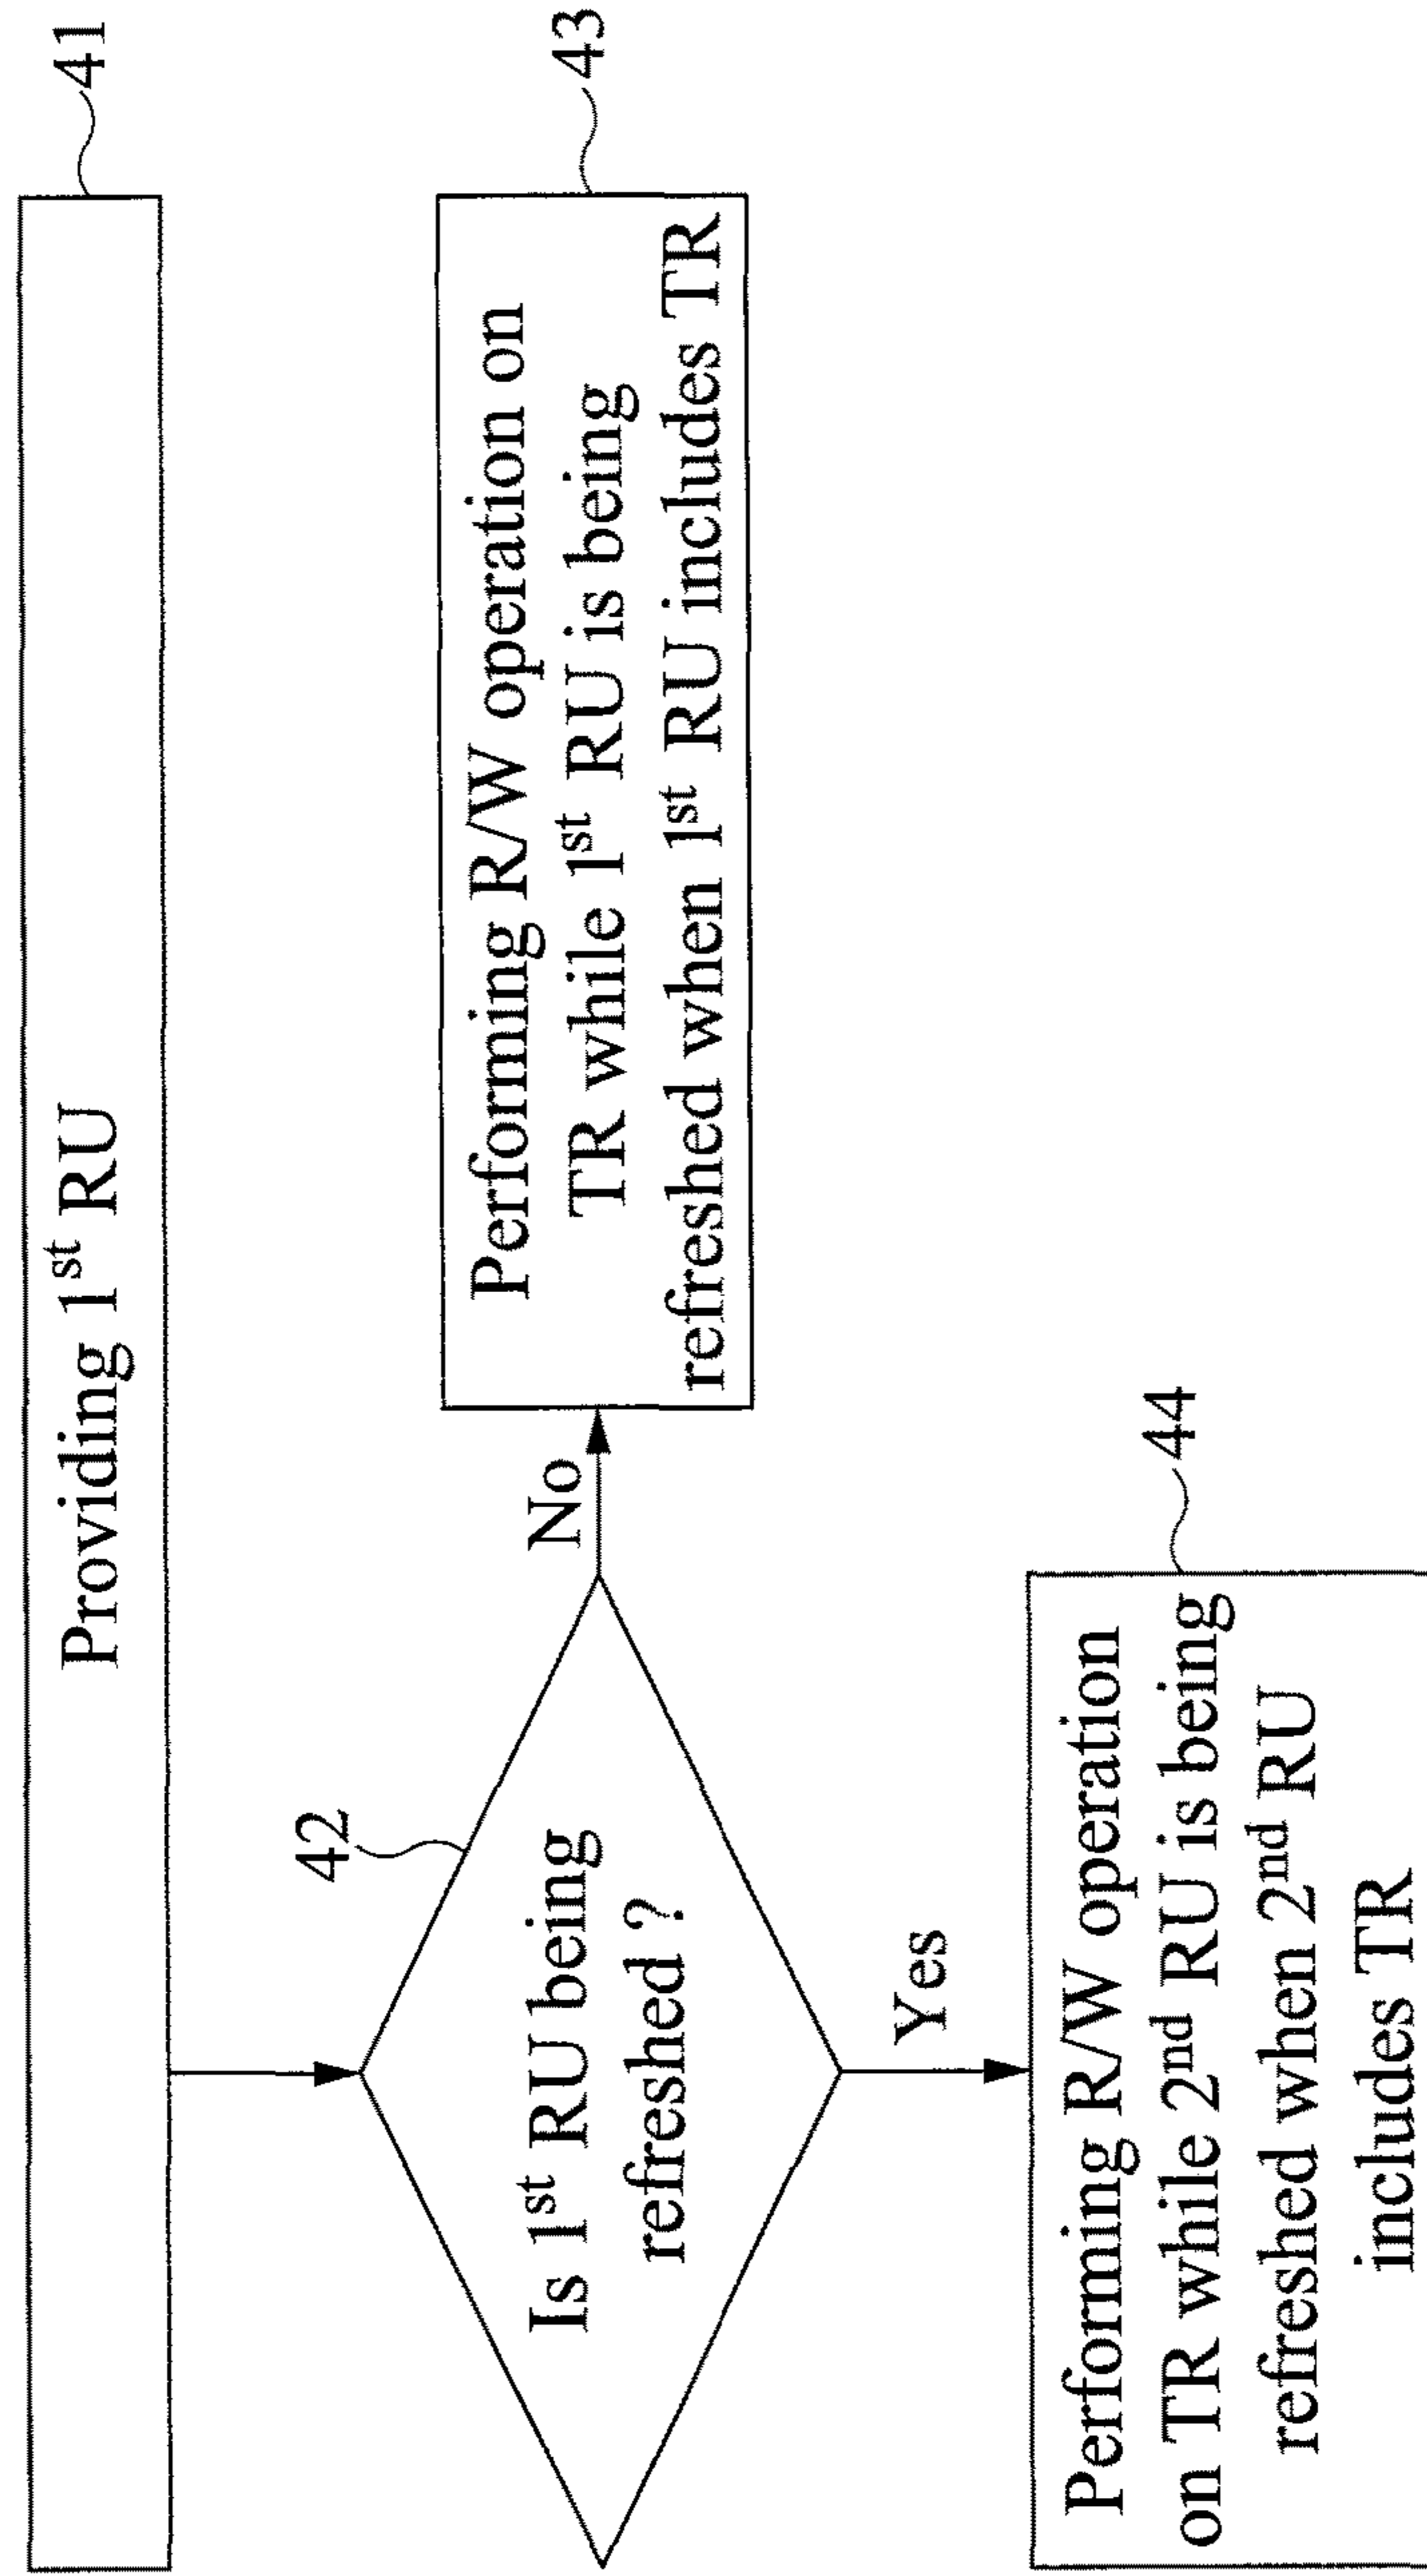 Providing 1st RU
41
42
Is 1st RU being
refreshed ?
No
Performing R/W operation on
TR while 1st RU is being
refreshed when 1st RU includes TR
43
Yes
Performing R/W operation
on TR while 2nd RU is being
refreshed when 2nd RU
includes TR
44